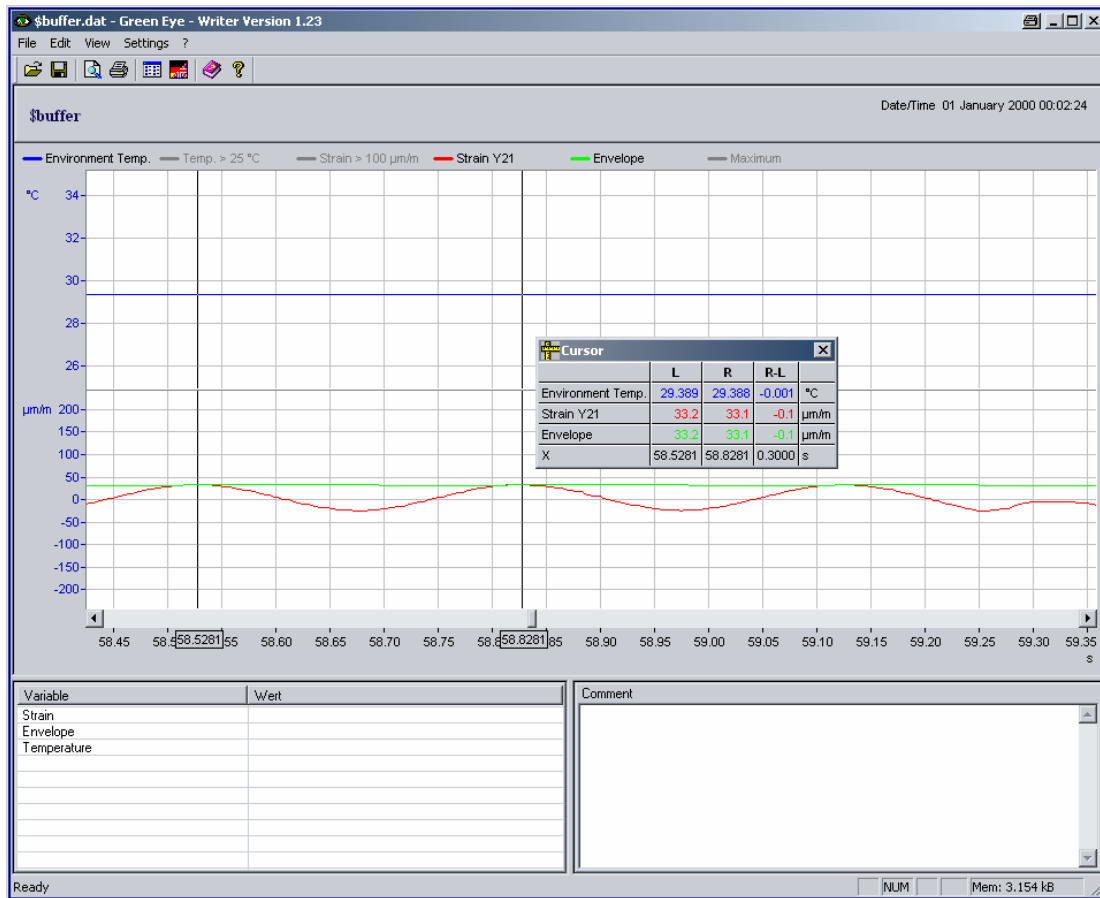 $buffer.dat - Green Eye - Writer Version 1.23
File Edit View Settings ?
$buffer
Date/Time 01 January 2000 00:02:24
Environment Temp. Temp. > 25 °C Strain > 100 µm/m Strain Y21 Envelope Maximum
°C 34
32
30
28
26
µm/m 200
150
100
50
0
-50
-100
-150
-200
Cursor
L R R-L
Environment Temp. 29.389 29.388 -0.001 °C
Strain Y21 33.2 33.1 -0.1 µm/m
Envelope 33.2 33.1 -0.1 µm/m
X 58.5281 58.8281 0.3000 s
58.45 58.5281 58.60 58.65 58.70 58.75 58.8281 58.90 58.95 59.00 59.05 59.10 59.15 59.20 59.25 59.30 59.35
s
Variable Wert
Strain
Envelope
Temperature
Comment
Ready NUM Mem: 3.154 kB